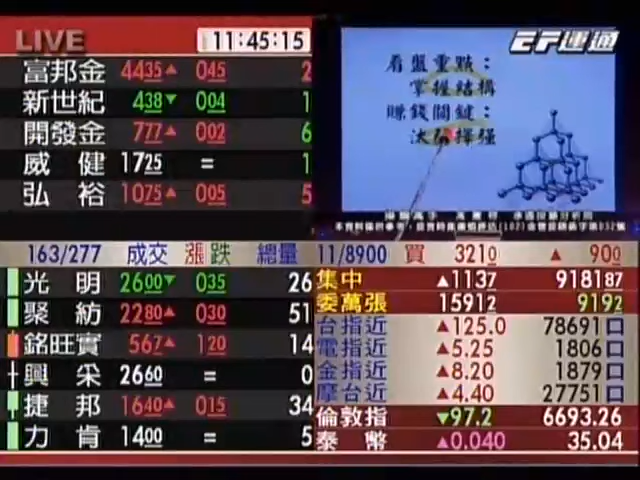 LIVE 11:45:15
富邦金 4435▲ 045 2
新世紀 438▼ 004 1
開發金 777▲ 002 6
威健 1725 = 1
弘裕 1075▲ 005 5
EF運通
看盤重點：
掌握結構
賺錢關鍵：
汰弱擇強
163/277 成交 漲跌 總量
光明 2600▼ 035 26
聚紡 2280▲ 030 51
銘旺實 567▲ 120 14
興采 2660 = 0
捷邦 1640▲ 015 34
力肯 1400 = 5
11/8900 買 3210 ▲ 900
集中 ▲1137 918187
委萬張 15912 9192
台指近 ▲125.0 78691口
電指近 ▲5.25 1806口
金指近 ▲8.20 1879口
摩台近 ▲4.40 27751口
倫敦指 ▼97.2 6693.26
泰幣 ▲0.040 35.04